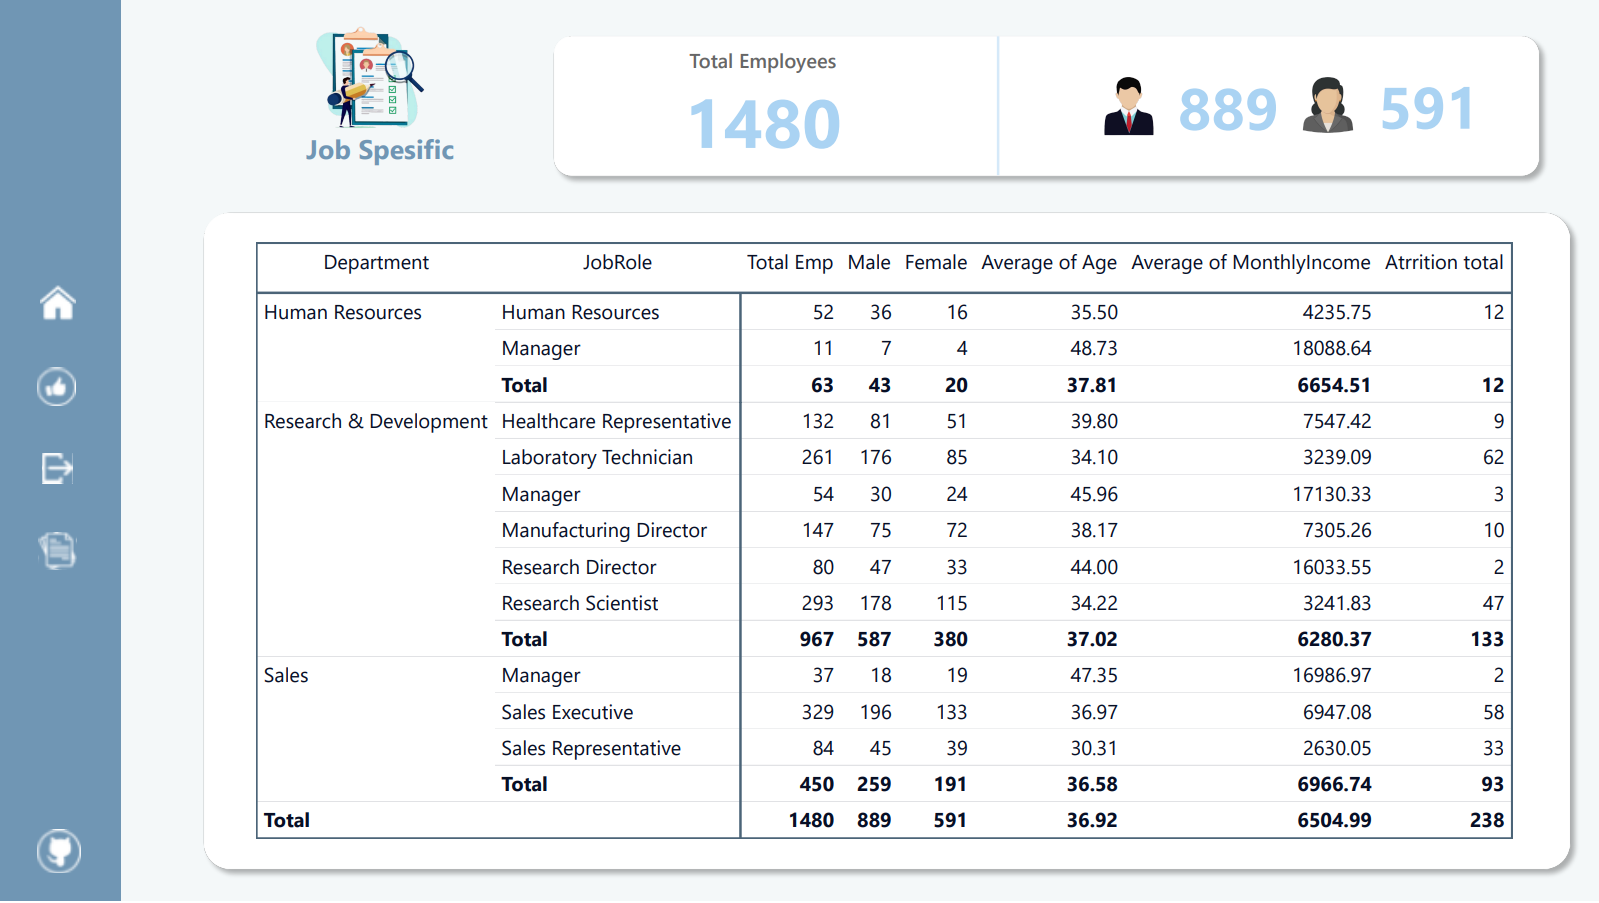 Job Spesific
Total Employees
1480
889 591
Department JobRole Total Emp Male Female Average of Age Average of MonthlyIncome Atrrition total
Human Resources Human Resources 52 36 16 35.50 4235.75 12
Manager 11 7 4 48.73 18088.64
Total 63 43 20 37.81 6654.51 12
Research & Development Healthcare Representative 132 81 51 39.80 7547.42 9
Laboratory Technician 261 176 85 34.10 3239.09 62
Manager 54 30 24 45.96 17130.33 3
Manufacturing Director 147 75 72 38.17 7305.26 10
Research Director 80 47 33 44.00 16033.55 2
Research Scientist 293 178 115 34.22 3241.83 47
Total 967 587 380 37.02 6280.37 133
Sales Manager 37 18 19 47.35 16986.97 2
Sales Executive 329 196 133 36.97 6947.08 58
Sales Representative 84 45 39 30.31 2630.05 33
Total 450 259 191 36.58 6966.74 93
Total 1480 889 591 36.92 6504.99 238